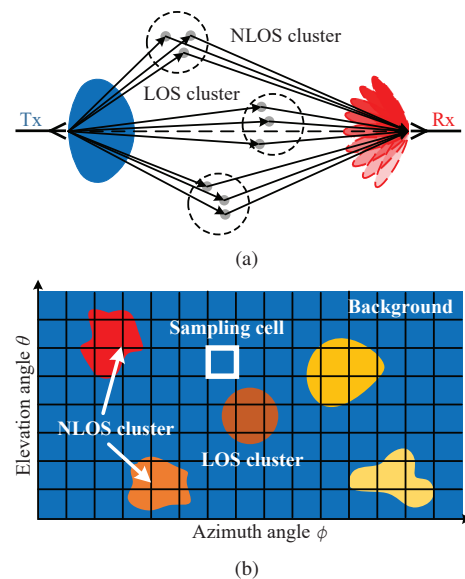 NLOS cluster
LOS cluster
Tx
Rx
(a)
Background
Sampling cell
NLOS cluster
LOS cluster
Elevation angle θ
Azimuth angle ϕ
(b)